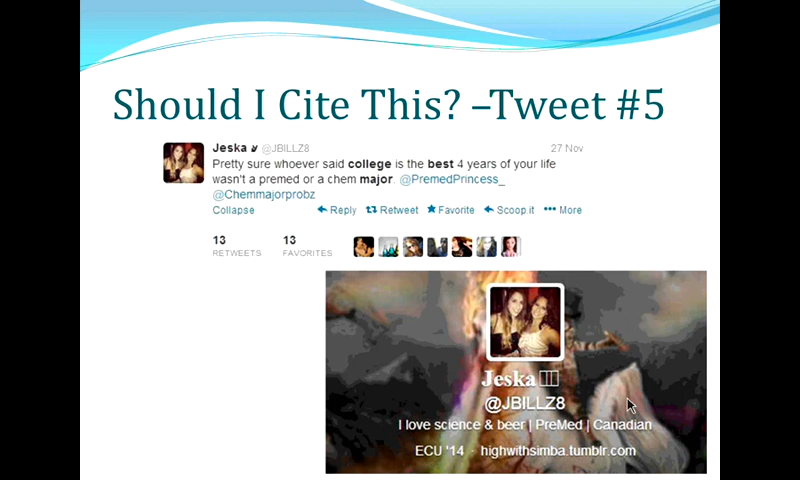 Should I Cite This? –Tweet #5
Jeska @JBILLZ8 27 Nov
Pretty sure whoever said college is the best 4 years of your life
wasn't a premed or a chem major. @PremedPrincess_
@Chemmajorprobz
Collapse Reply Retweet Favorite Scoop.it More
13 13
RETWEETS FAVORITES
Jeska
@JBILLZ8
I love science & beer | PreMed | Canadian
ECU '14 · highwithsimba.tumblr.com